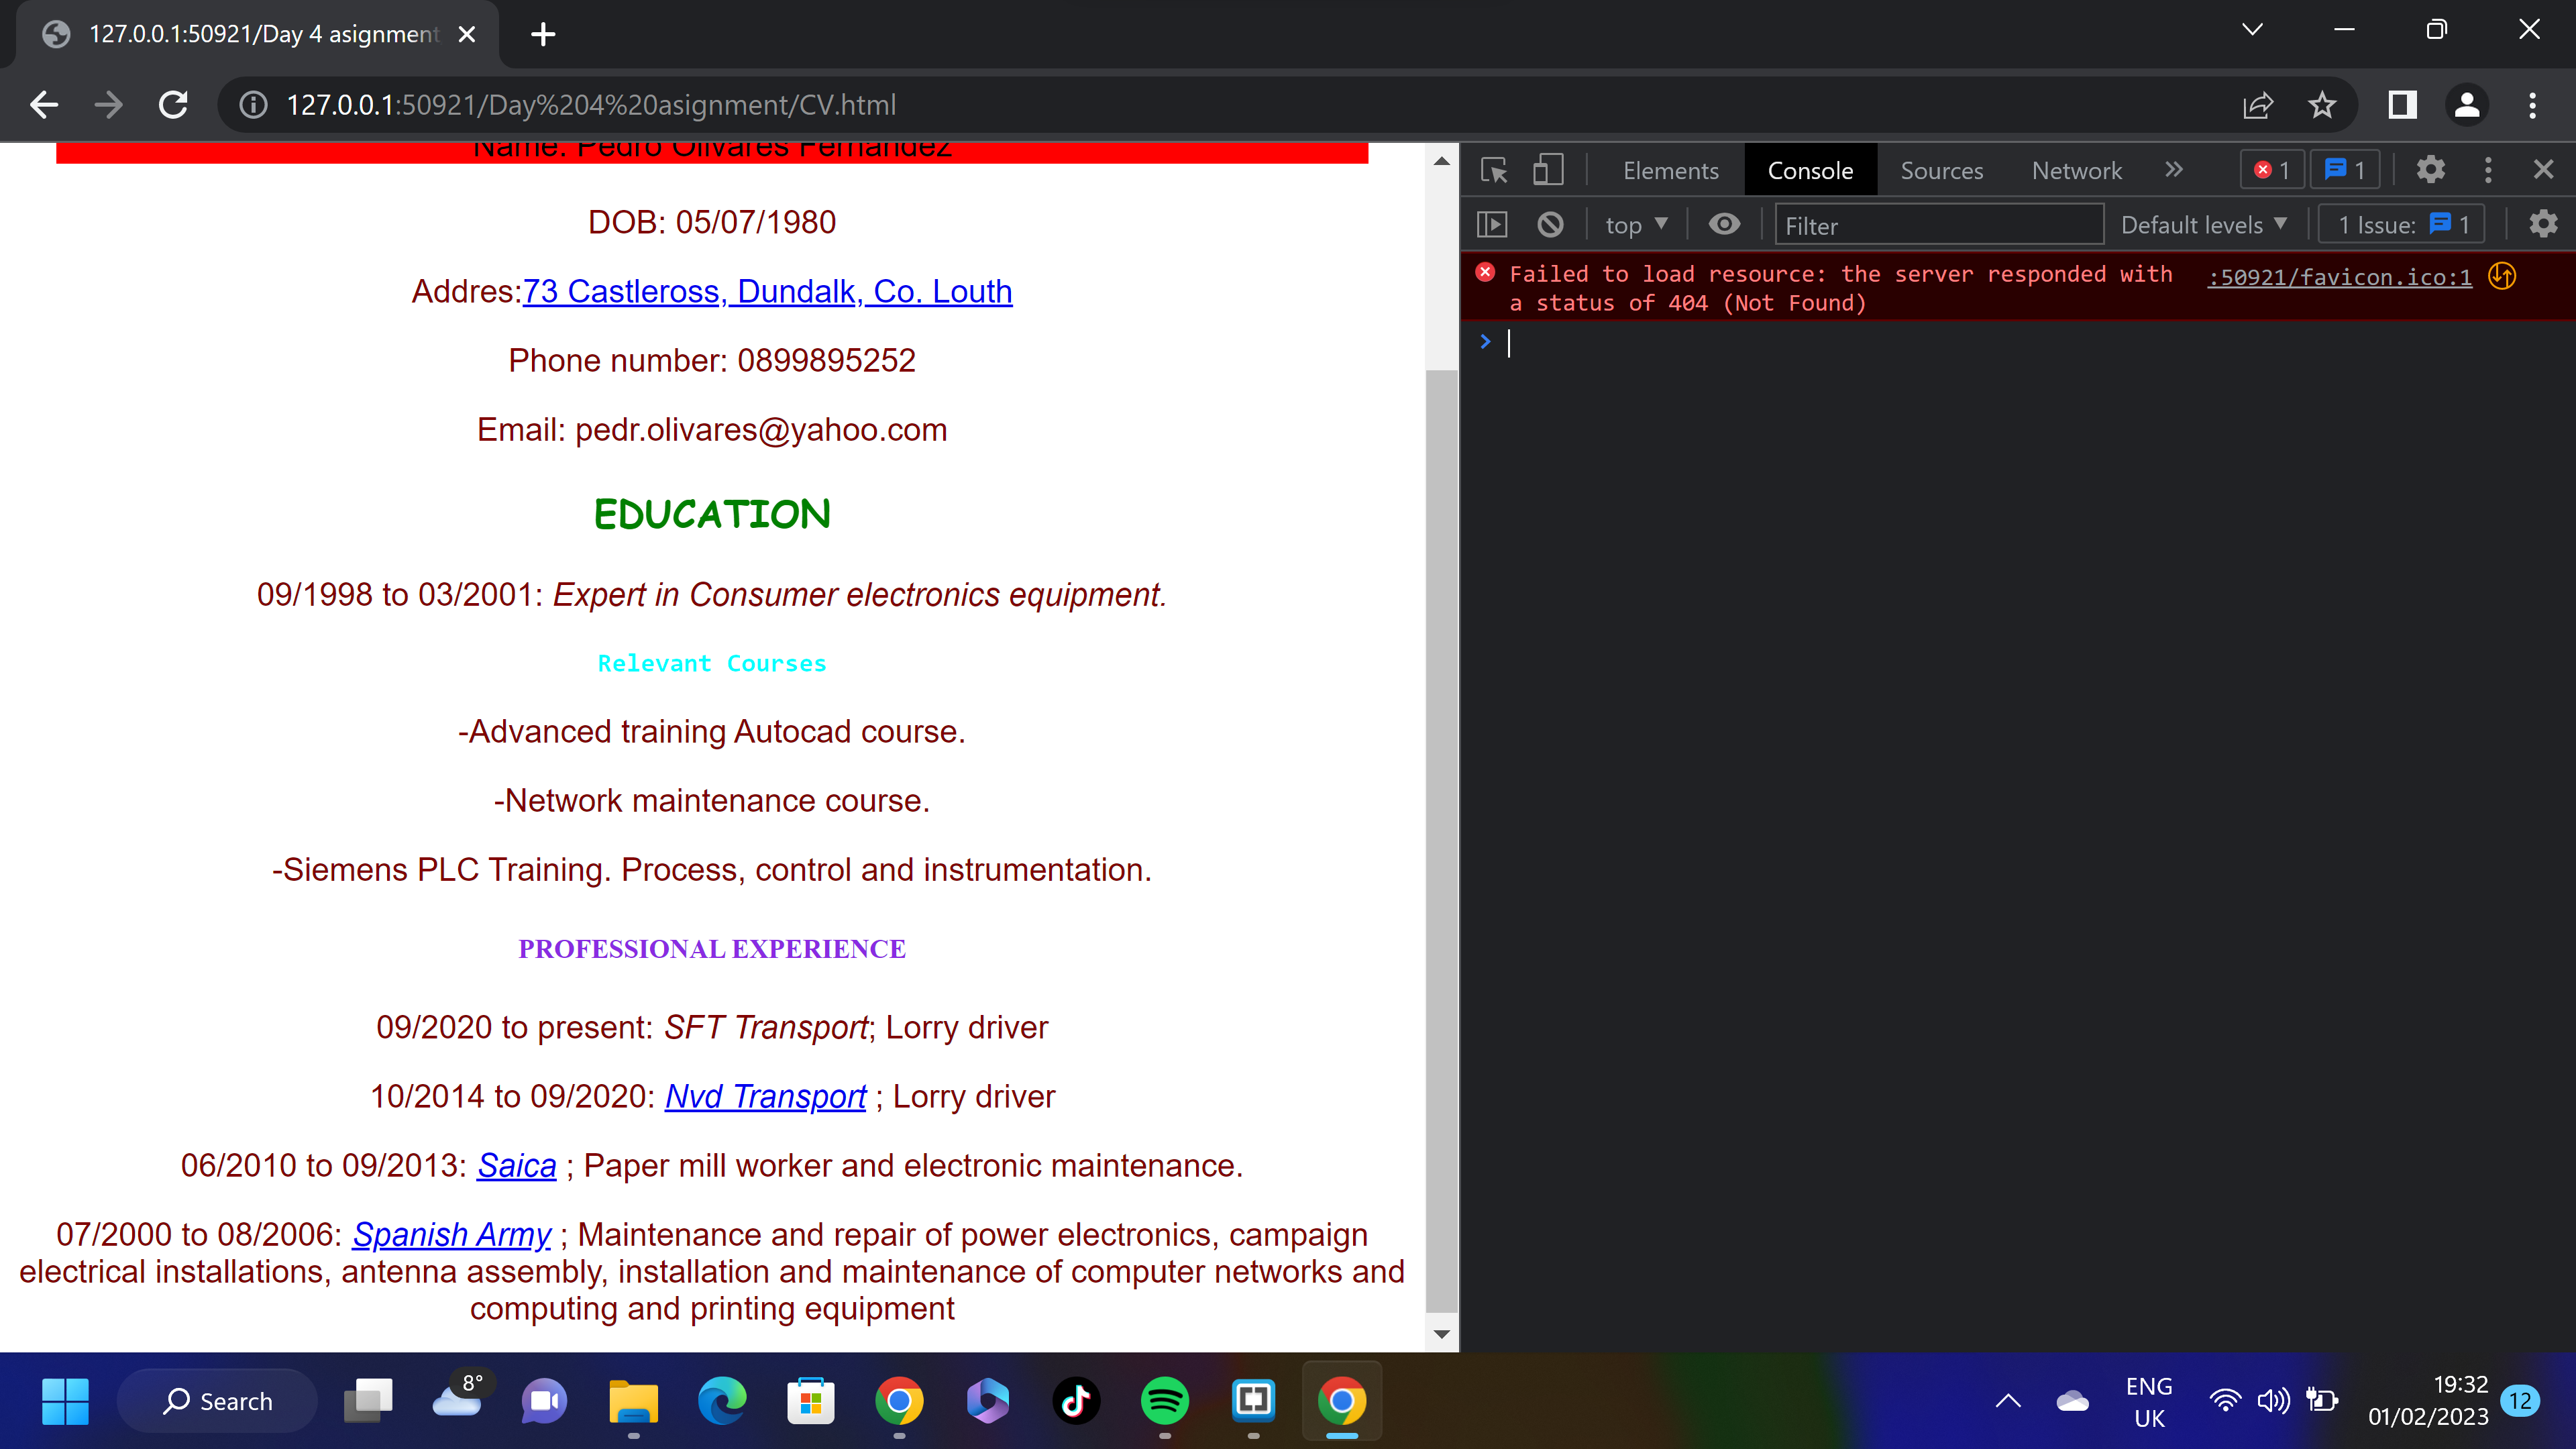 127.0.0.1:50921/Day 4 asignment
127.0.0.1:50921/Day%204%20asignment/CV.html
Name: Pedro Olivares Fernandez
DOB: 05/07/1980
Addres:73 Castleross, Dundalk, Co. Louth
Phone number: 0899895252
Email: pedr.olivares@yahoo.com
EDUCATION
09/1998 to 03/2001: Expert in Consumer electronics equipment.
Relevant Courses
-Advanced training Autocad course.
-Network maintenance course.
-Siemens PLC Training. Process, control and instrumentation.
PROFESSIONAL EXPERIENCE
09/2020 to present: SFT Transport; Lorry driver
10/2014 to 09/2020: Nvd Transport ; Lorry driver
06/2010 to 09/2013: Saica ; Paper mill worker and electronic maintenance.
07/2000 to 08/2006: Spanish Army ; Maintenance and repair of power electronics, campaign
electrical installations, antenna assembly, installation and maintenance of computer networks and
computing and printing equipment
Elements Console Sources Network » 1 1
top Filter Default levels 1 Issue: 1
Failed to load resource: the server responded with :50921/favicon.ico:1
a status of 404 (Not Found)
Search 8° ENG 19:32 12
UK 01/02/2023